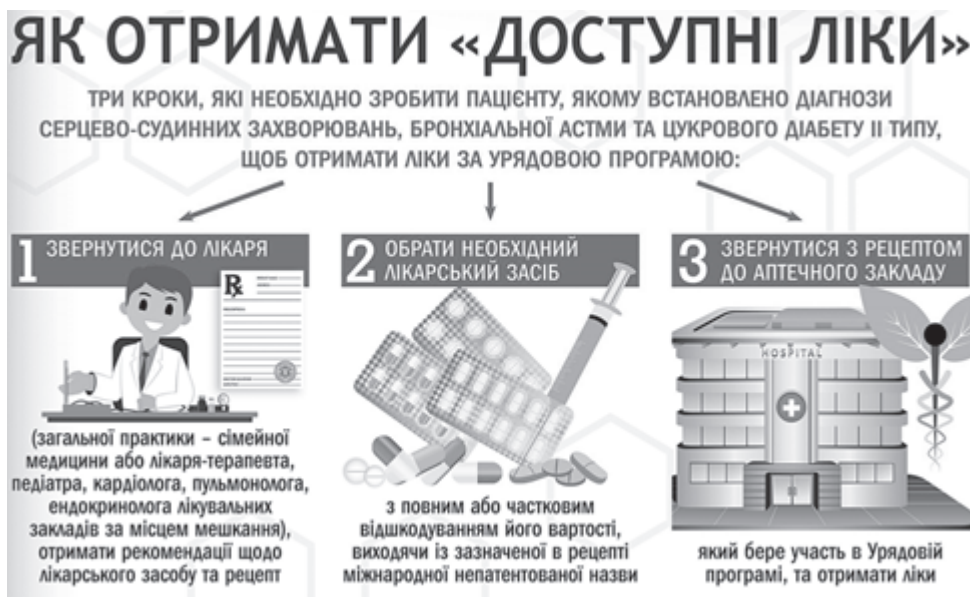 ЯК ОТРИМАТИ «ДОСТУПНІ ЛІКИ»
ТРИ КРОКИ, ЯКІ НЕОБХІДНО ЗРОБИТИ ПАЦІЄНТУ, ЯКОМУ ВСТАНОВЛЕНО ДІАГНОЗИ
СЕРЦЕВО-СУДИННИХ ЗАХВОРЮВАНЬ, БРОНХІАЛЬНОЇ АСТМИ ТА ЦУКРОВОГО ДІАБЕТУ ІІ ТИПУ,
ЩОБ ОТРИМАТИ ЛІКИ ЗА УРЯДОВОЮ ПРОГРАМОЮ:
1 ЗВЕРНУТИСЯ ДО ЛІКАРЯ
Rx
(загальної практики – сімейної
медицини або лікаря-терапевта,
педіатра, кардіолога, пульмонолога,
ендокринолога лікувальних
закладів за місцем мешкання),
отримати рекомендації щодо
лікарського засобу та рецепт
2 ОБРАТИ НЕОБХІДНИЙ
ЛІКАРСЬКИЙ ЗАСІБ
з повним або частковим
відшкодуванням його вартості,
виходячи із зазначеної в рецепті
міжнародної непатентованої назви
3 ЗВЕРНУТИСЯ З РЕЦЕПТОМ
ДО АПТЕЧНОГО ЗАКЛАДУ
HOSPITAL
який бере участь в Урядовій
програмі, та отримати ліки